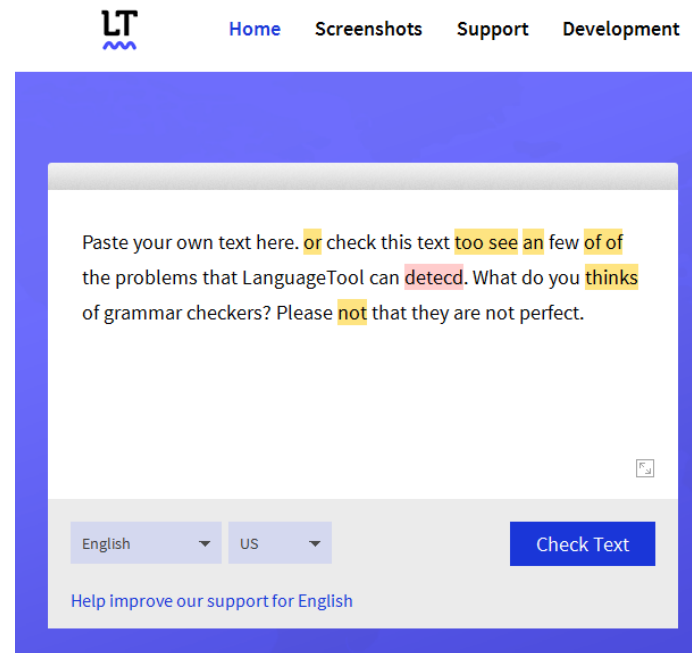 LT
Home Screenshots Support Development
Paste your own text here. or check this text too see an few of of
the problems that LanguageTool can detecd. What do you thinks
of grammar checkers? Please not that they are not perfect.
English US Check Text
Help improve our support for English